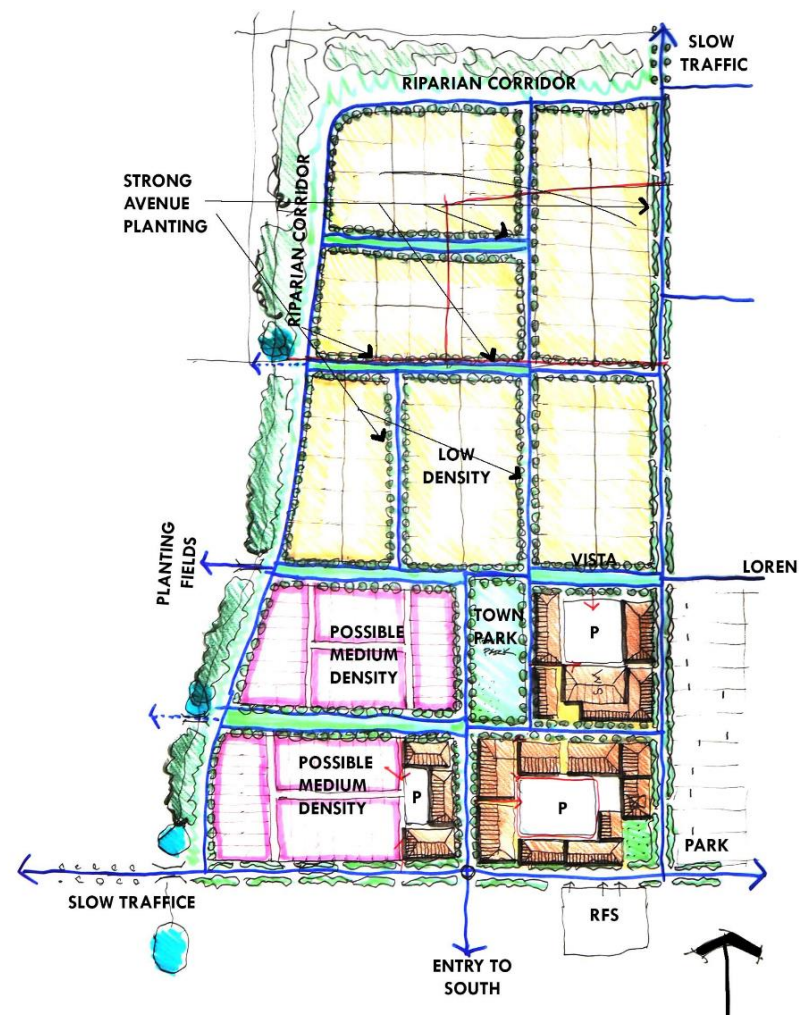 SLOW
TRAFFIC
RIPARIAN CORRIDOR
STRONG
AVENUE
PLANTING
RIPARIAN CORRIDOR
LOW
DENSITY
PLANTING
FIELDS
VISTA
LOREN
TOWN
PARK
PARK
POSSIBLE
MEDIUM
DENSITY
P
S/M
POSSIBLE
MEDIUM
DENSITY
P
P
PARK
SLOW TRAFFICE
RFS
ENTRY TO
SOUTH